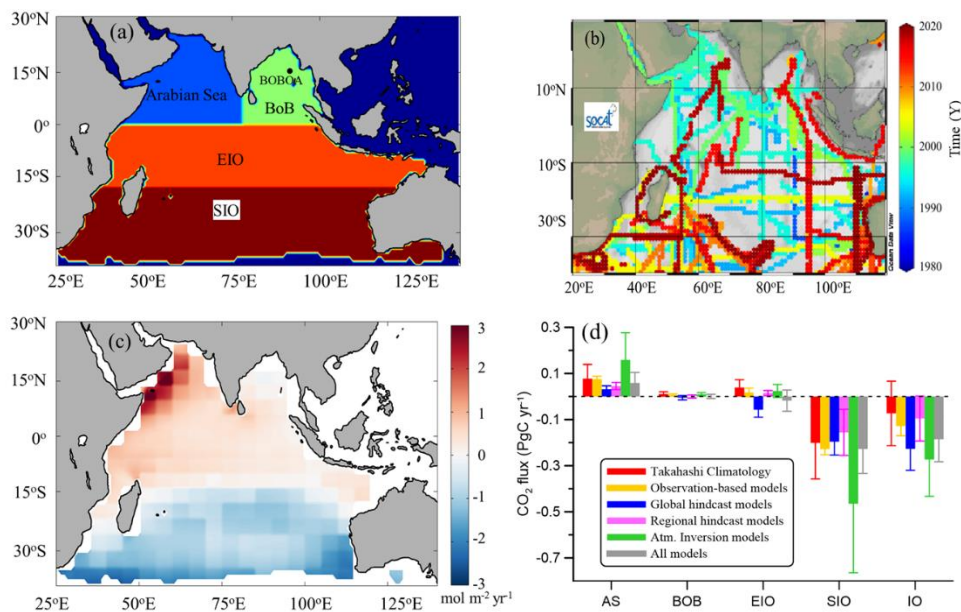 (a)
30°N
15°N
0°
15°S
30°S
Arabian Sea
BOBOA
BoB
EIO
SIO
25°E 50°E 75°E 100°E
(b)
10°N
10°S
30°S
SOCAT
20°E 40°E 60°E 80°E 100°E
Ocean Data View
2020
2010
2000
1990
1980
Time (Y)
(c)
30°N
15°N
0°
15°S
30°S
25°E 50°E 75°E 100°E
3
2
1
0
-1
-2
-3
mol m⁻² yr⁻¹
(d)
CO₂ flux (PgC yr⁻¹)
0.3
0.1
-0.1
-0.3
-0.5
-0.7
Takahashi Climatology
Observation-based models
Global hindcast models
Regional hindcast models
Atm. Inversion models
All models
AS BOB EIO SIO IO